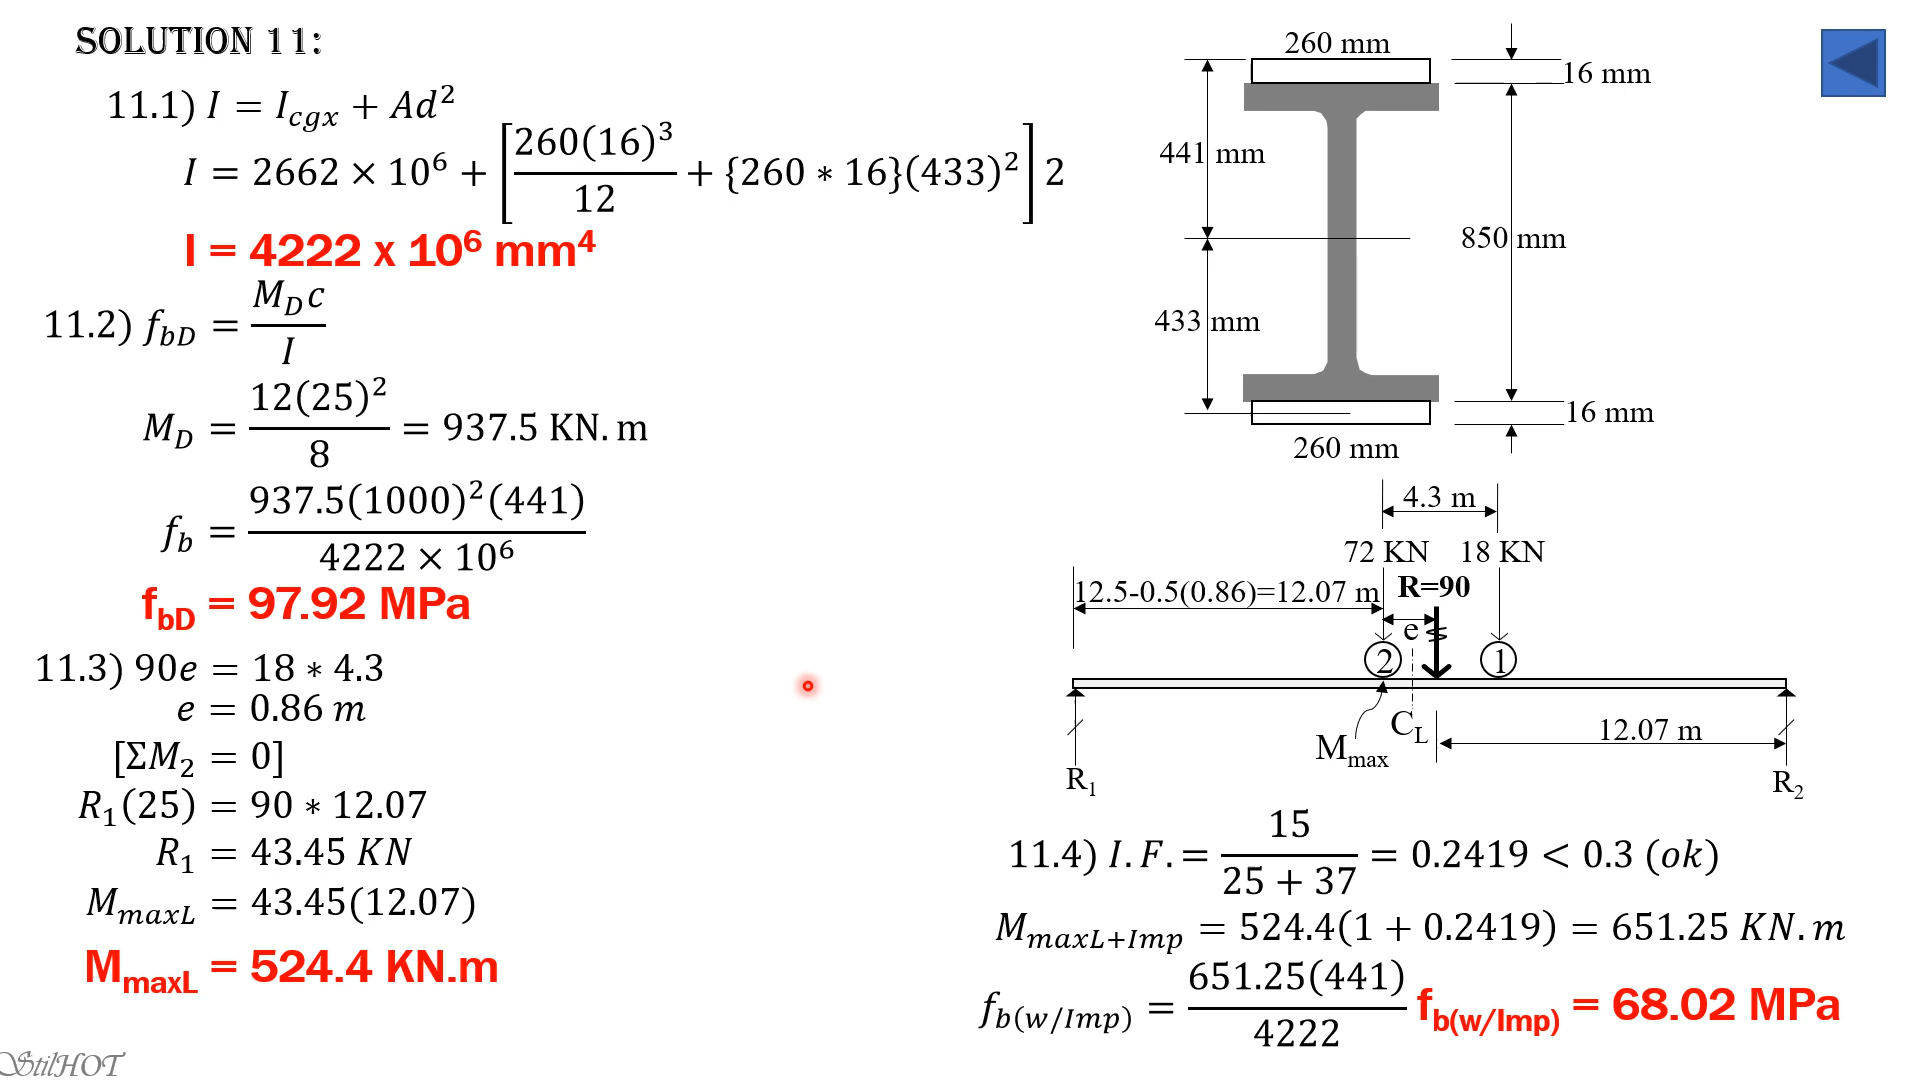 SOLUTION 11:
11.1) I = I_cgx + Ad²
I = 2662 × 10⁶ + [260(16)³/12 + {260 * 16}(433)²] 2
I = 4222 x 10⁶ mm⁴
11.2) f_bD = M_D c / I
M_D = 12(25)²/8 = 937.5 KN.m
f_b = 937.5(1000)²(441) / 4222 × 10⁶
f_bD = 97.92 MPa
11.3) 90e = 18 * 4.3
e = 0.86 m
[ΣM₂ = 0]
R₁(25) = 90 * 12.07
R₁ = 43.45 KN
M_maxL = 43.45(12.07)
M_maxL = 524.4 KN.m
StilHOT
260 mm
16 mm
441 mm
850 mm
433 mm
16 mm
260 mm
4.3 m
72 KN 18 KN
12.5-0.5(0.86)=12.07 m R=90
e
2 1
C_L
M_max
12.07 m
R₁ R₂
11.4) I.F. = 15/(25 + 37) = 0.2419 < 0.3 (ok)
M_maxL+Imp = 524.4(1 + 0.2419) = 651.25 KN.m
f_b(w/Imp) = 651.25(441)/4222 f_b(w/Imp) = 68.02 MPa